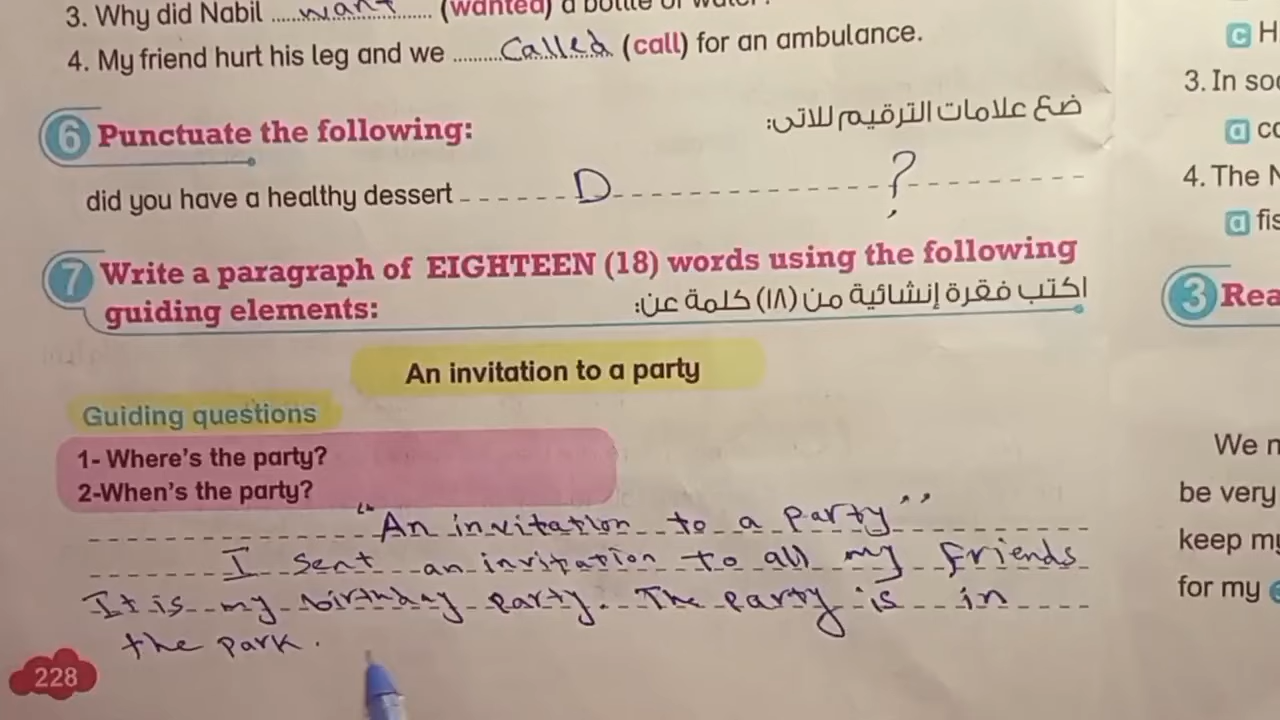 3. Why did Nabil ........ want ........ (wanted) a bottle of water?
4. My friend hurt his leg and we ........ Called ........ (call) for an ambulance.
6 Punctuate the following:
ضع علامات الترقيم للآتى:
did you have a healthy dessert D ?
7 Write a paragraph of EIGHTEEN (18) words using the following
guiding elements:
اكتب فقرة إنشائية من (١٨) كلمة عن:
An invitation to a party
Guiding questions
1- Where's the party?
2-When's the party?
"An invitation to a party"
I sent an invitation to all my friends
It is my birthday party. The party is in
the park.
228
c H
3. In soc
a co
4. The N
a fis
3 Rea
We n
be very
keep my
for my